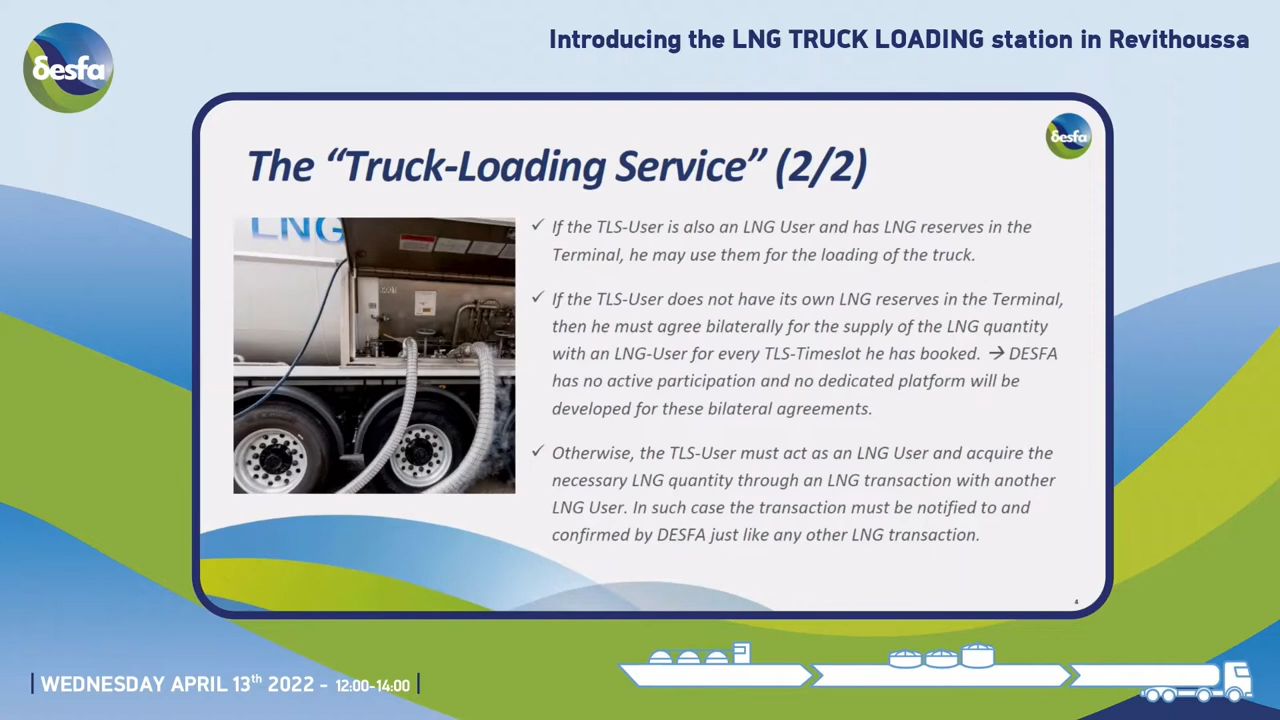 Introducing the LNG TRUCK LOADING station in Revithoussa
δesfa
δesfa
The “Truck-Loading Service” (2/2)
LNG
✓ If the TLS-User is also an LNG User and has LNG reserves in the
Terminal, he may use them for the loading of the truck.
✓ If the TLS-User does not have its own LNG reserves in the Terminal,
then he must agree bilaterally for the supply of the LNG quantity
with an LNG-User for every TLS-Timeslot he has booked. → DESFA
has no active participation and no dedicated platform will be
developed for these bilateral agreements.
✓ Otherwise, the TLS-User must act as an LNG User and acquire the
necessary LNG quantity through an LNG transaction with another
LNG User. In such case the transaction must be notified to and
confirmed by DESFA just like any other LNG transaction.
4
| WEDNESDAY APRIL 13th 2022 - 12:00-14:00 |